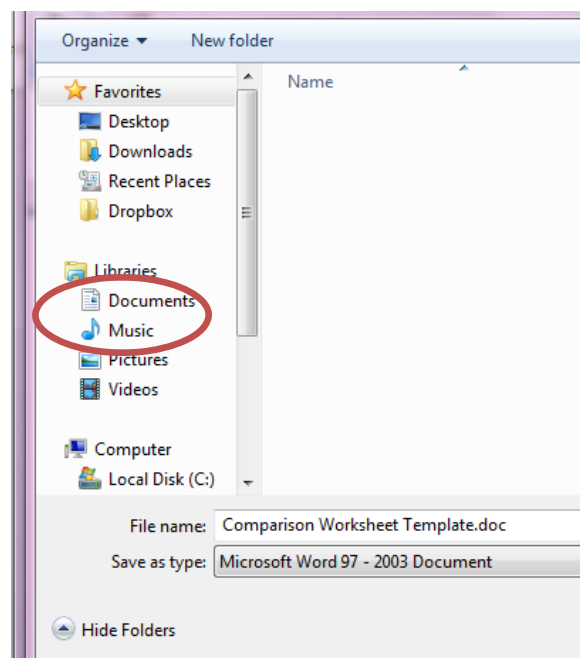 Organize New folder
Name
Favorites
Desktop
Downloads
Recent Places
Dropbox
Libraries
Documents
Music
Pictures
Videos
Computer
Local Disk (C:)
File name: Comparison Worksheet Template.doc
Save as type: Microsoft Word 97 - 2003 Document
Hide Folders